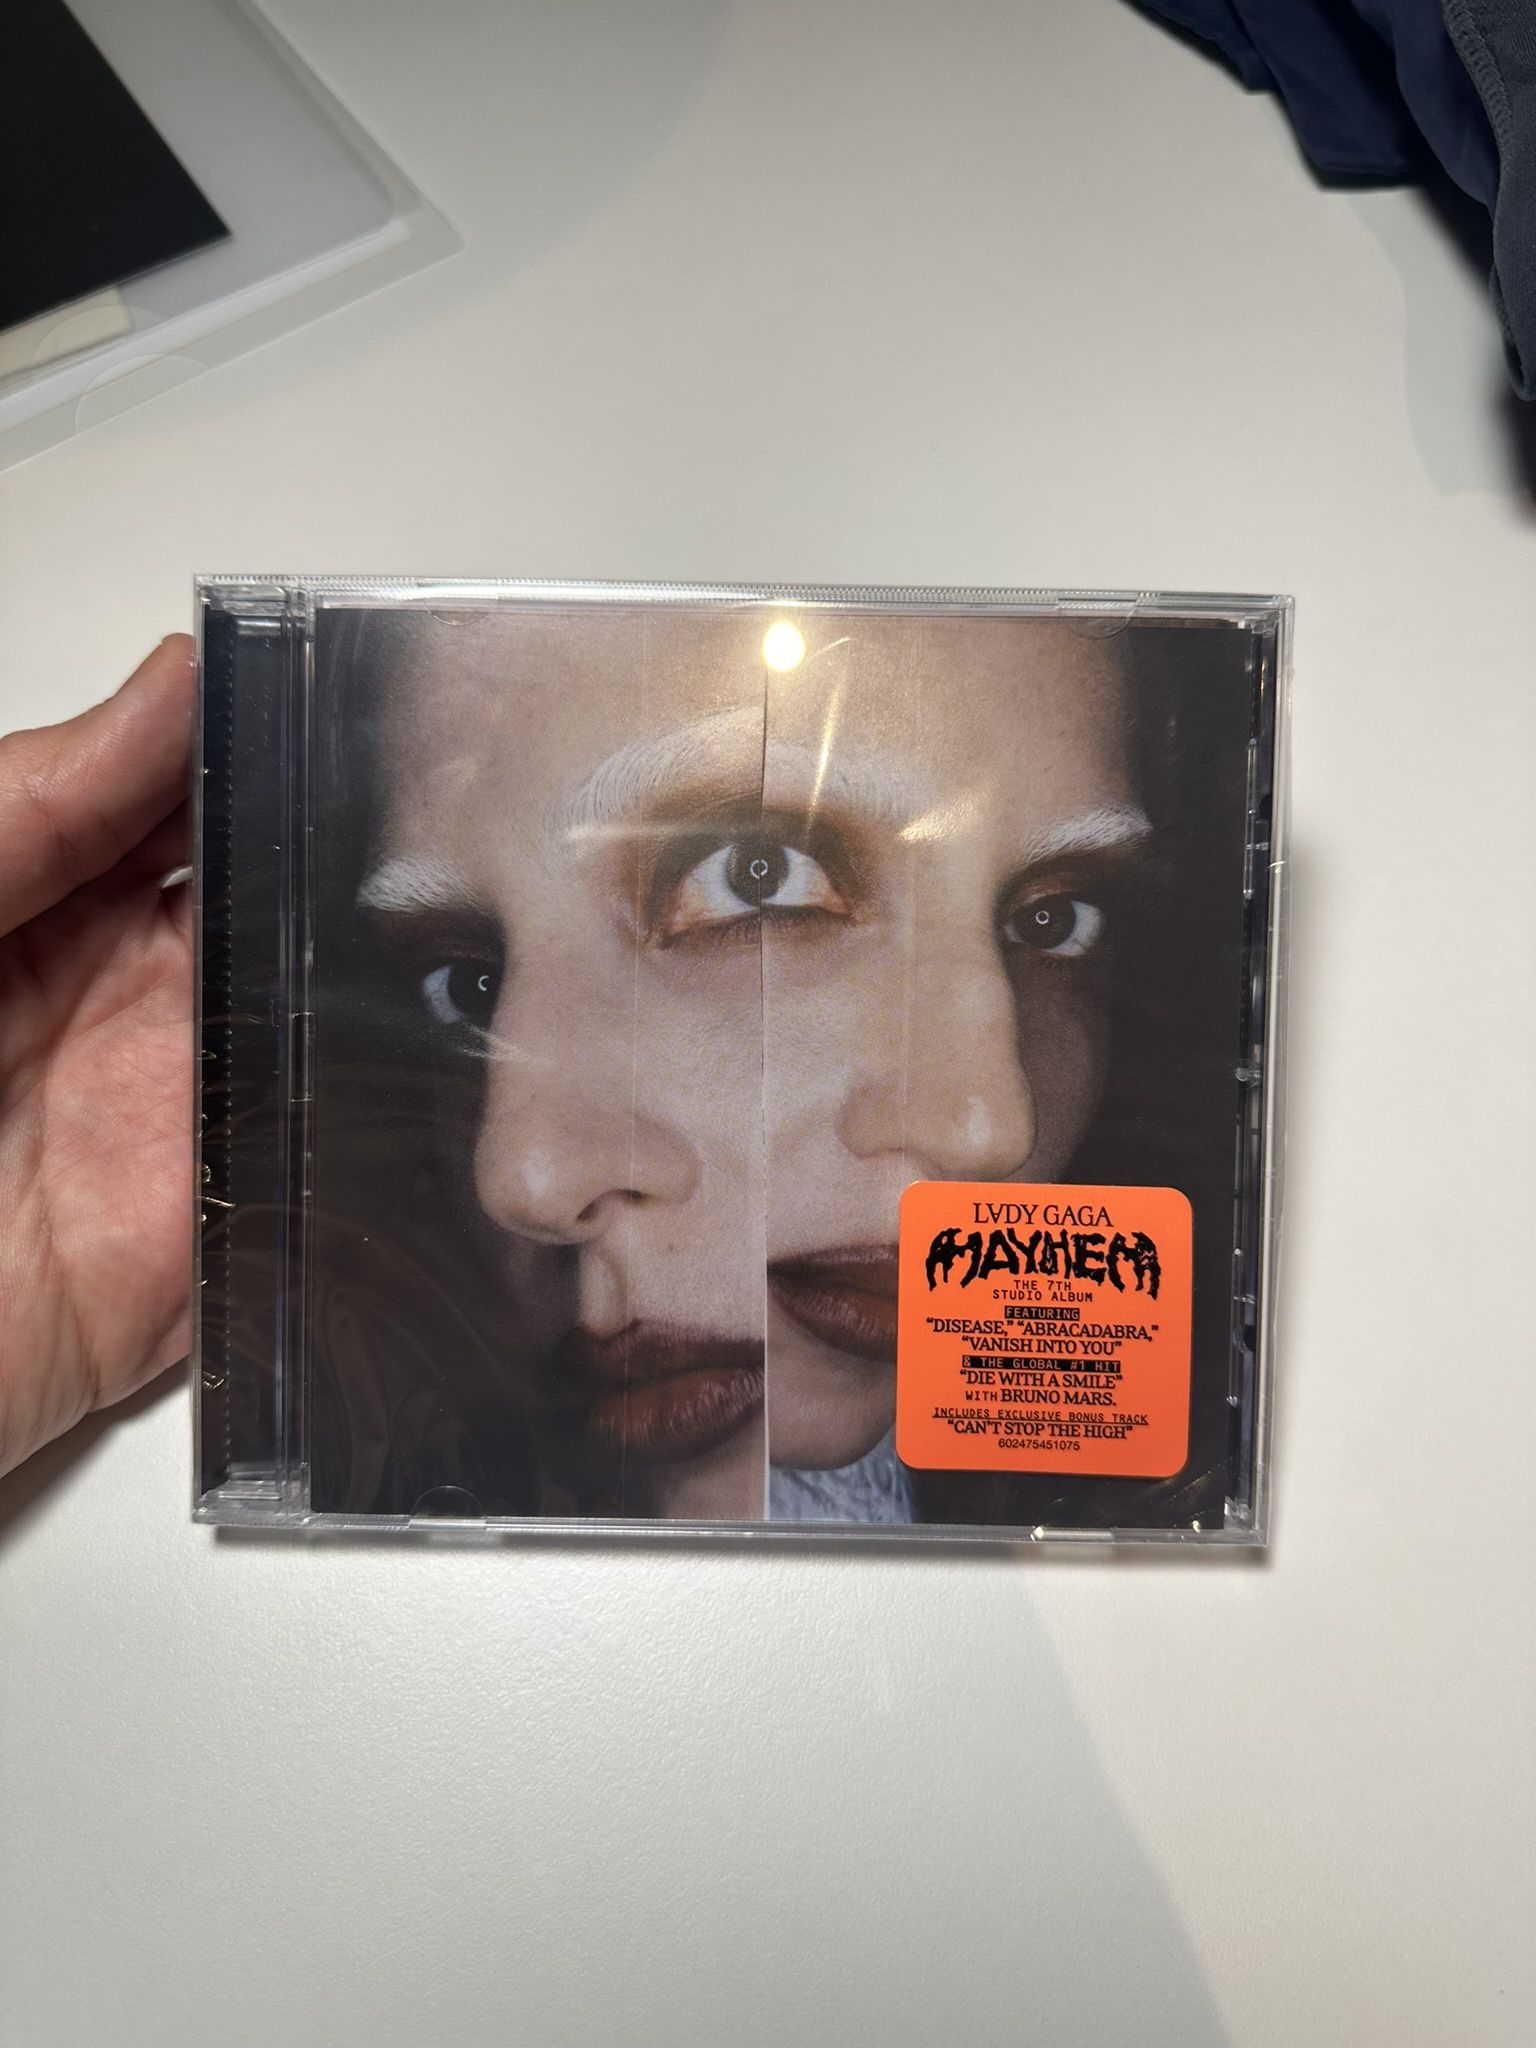 L∀DY GAGA
MAYHEM
THE 7TH
STUDIO ALBUM
FEATURING
“DISEASE,” “ABRACADABRA,”
“VANISH INTO YOU”
& THE GLOBAL #1 HIT
“DIE WITH A SMILE”
WITH BRUNO MARS.
INCLUDES EXCLUSIVE BONUS TRACK
“CAN'T STOP THE HIGH”
602475451075